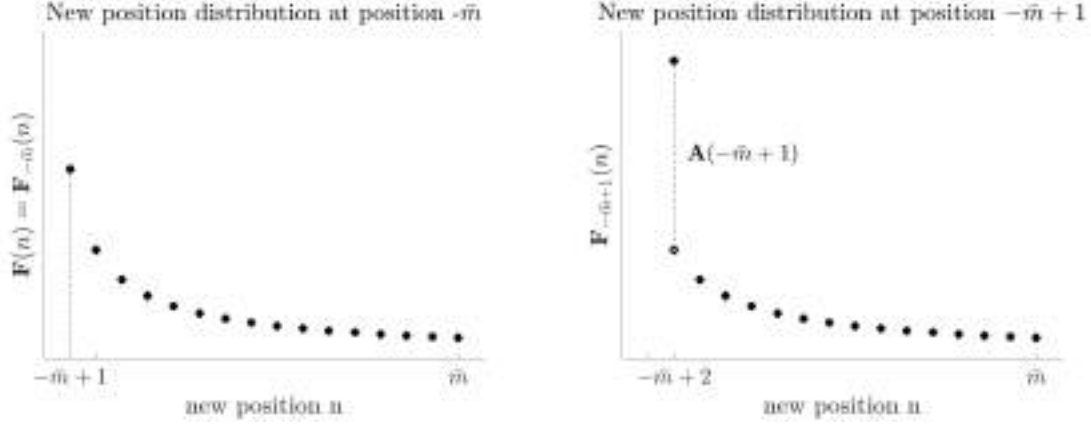 New position distribution at position -m̄
F(n) = F₋m̄(n)
−m̄ + 1
m̄
new position n
New position distribution at position −m̄ + 1
F₋m̄₊₁(n)
A(−m̄ + 1)
−m̄ + 2
m̄
new position n